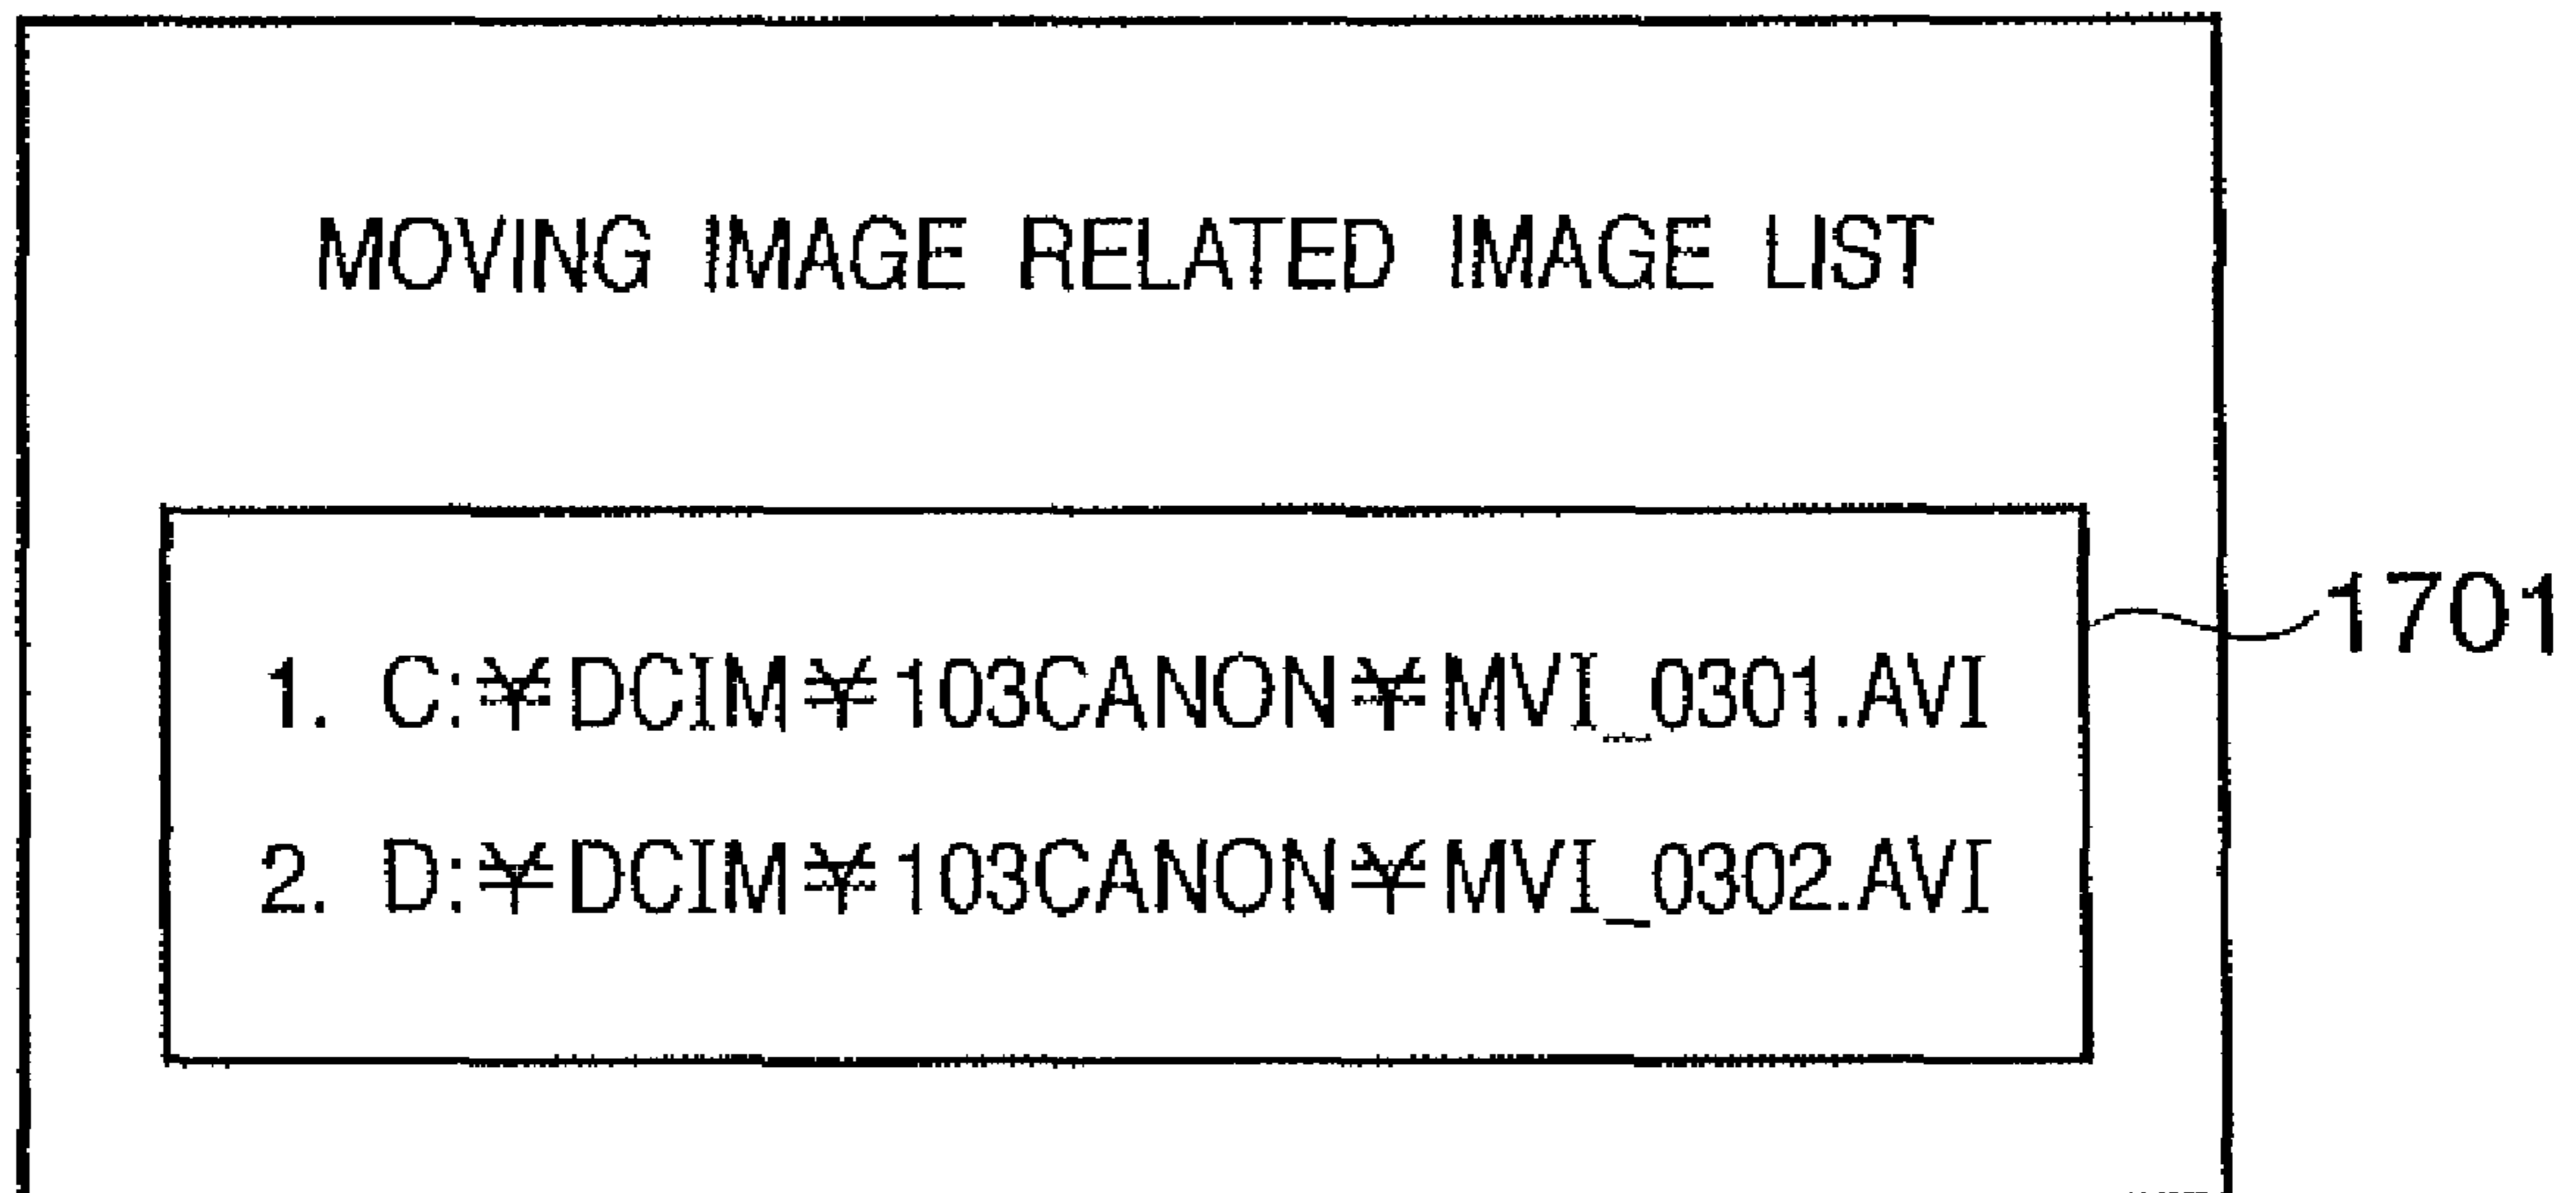 MOVING IMAGE RELATED IMAGE LIST
1701
1. C:¥DCIM¥103CANON¥MVI_0301.AVI
2. D:¥DCIM¥103CANON¥MVI_0302.AVI